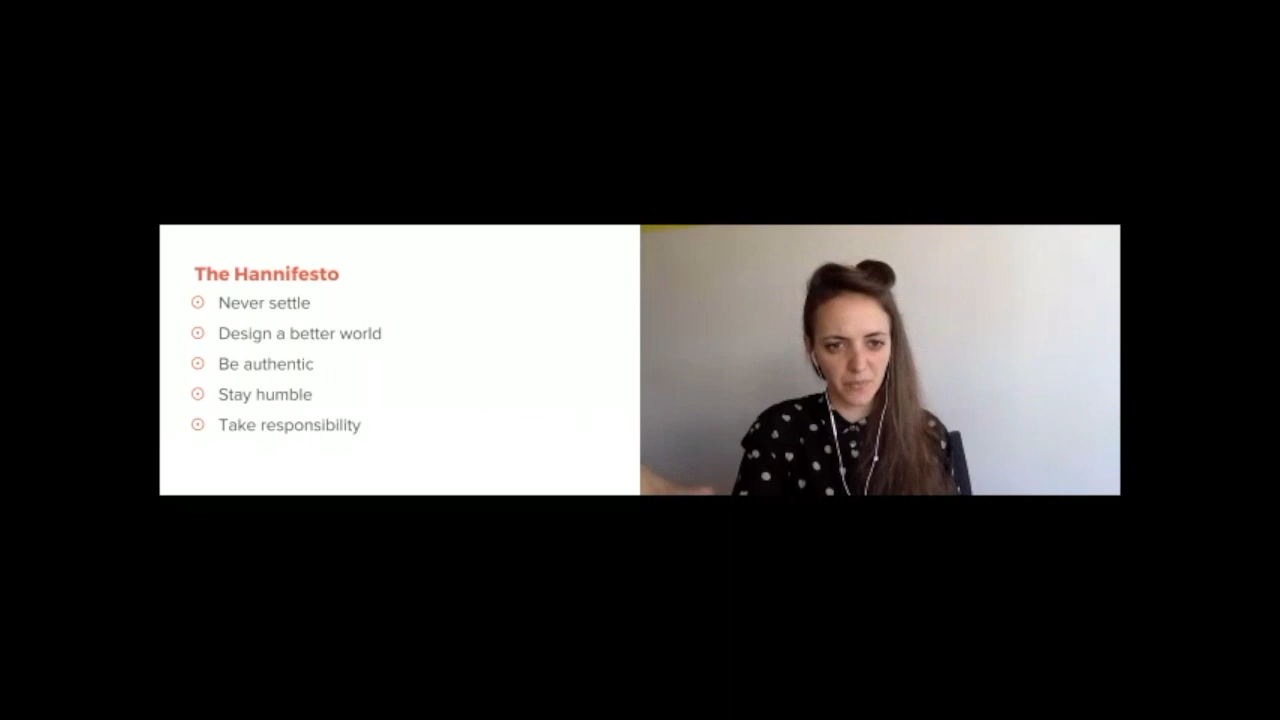 The Hannifesto
Never settle
Design a better world
Be authentic
Stay humble
Take responsibility